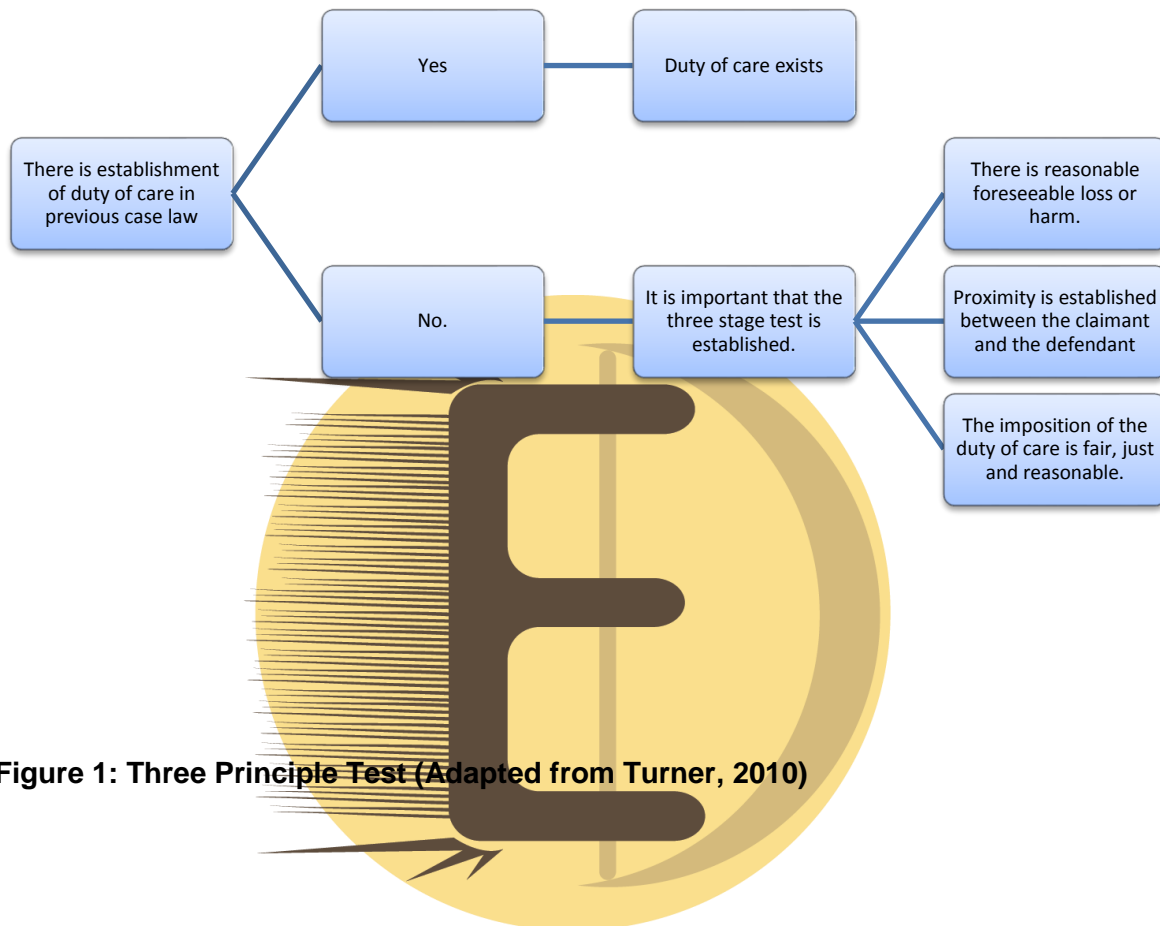 Yes
Duty of care exists
There is establishment
of duty of care in
previous case law
There is reasonable
foreseeable loss or
harm.
No.
It is important that the
three stage test is
established.
Proximity is established
between the claimant
and the defendant
The imposition of the
duty of care is fair, just
and reasonable.
E
Figure 1: Three Principle Test (Adapted from Turner, 2010)